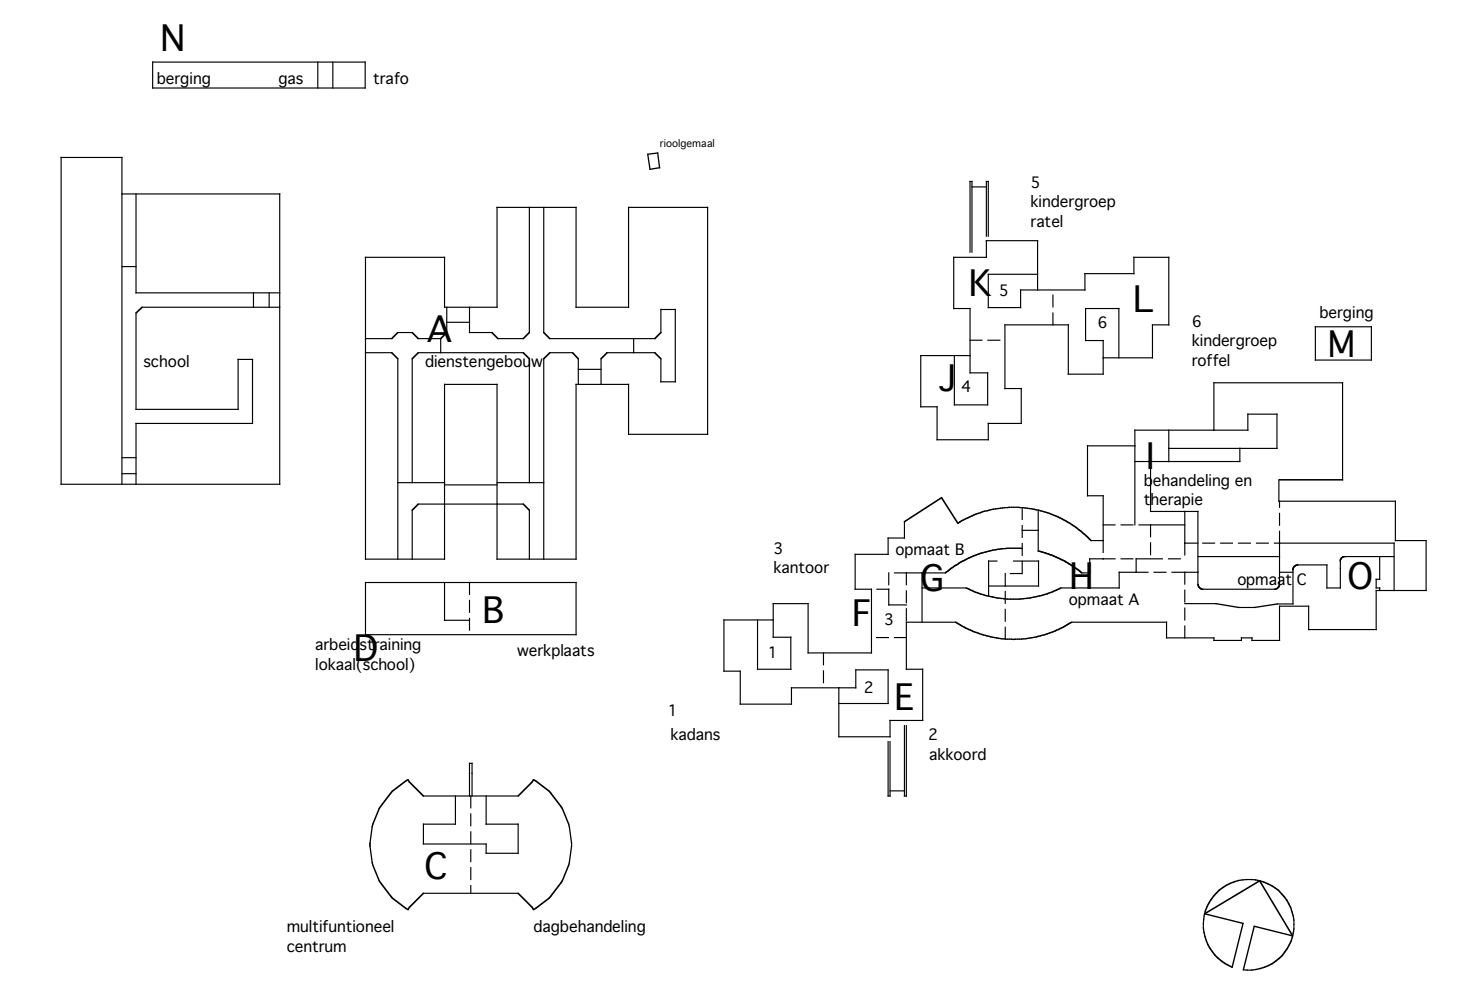 N
berging gas trafo
rioolgemaal
5
kindergroep
ratel
K 5 L
6
berging
M
6
kindergroep
roffel
A
dienstengebouw
school
J 4
I
behandeling en
therapie
3
kantoor
opmaat B
G H
opmaat A
opmaat C O
F 3
B
D
arbeidstraining
lokaal(school)
werkplaats
1
2 E
1
kadans
2
akkoord
C
multifuntioneel
centrum
dagbehandeling